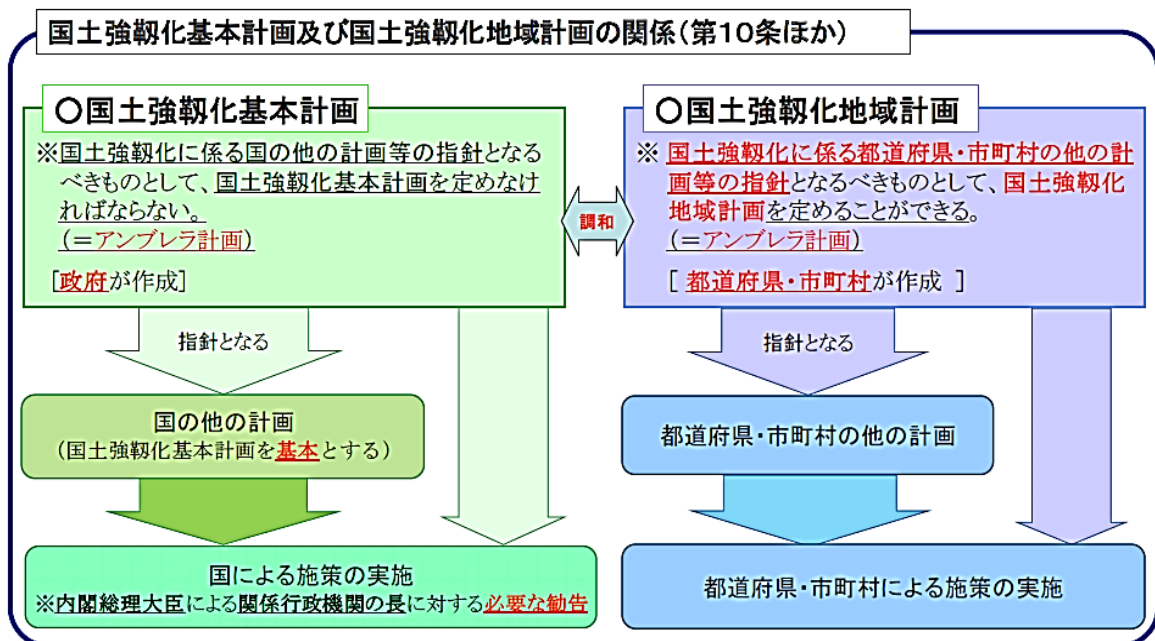 国土強靱化基本計画及び国土強靱化地域計画の関係(第10条ほか)
○国土強靱化基本計画
※国土強靱化に係る国の他の計画等の指針となる
べきものとして、国土強靱化基本計画を定めなけ
ればならない。
(=アンブレラ計画)
[政府が作成]
調和
○国土強靱化地域計画
※ 国土強靱化に係る都道府県・市町村の他の計
画等の指針となるべきものとして、国土強靱化
地域計画を定めることができる。
(=アンブレラ計画)
[ 都道府県・市町村が作成 ]
指針となる
国の他の計画
(国土強靱化基本計画を基本とする)
国による施策の実施
※内閣総理大臣による関係行政機関の長に対する必要な勧告
指針となる
都道府県・市町村の他の計画
都道府県・市町村による施策の実施